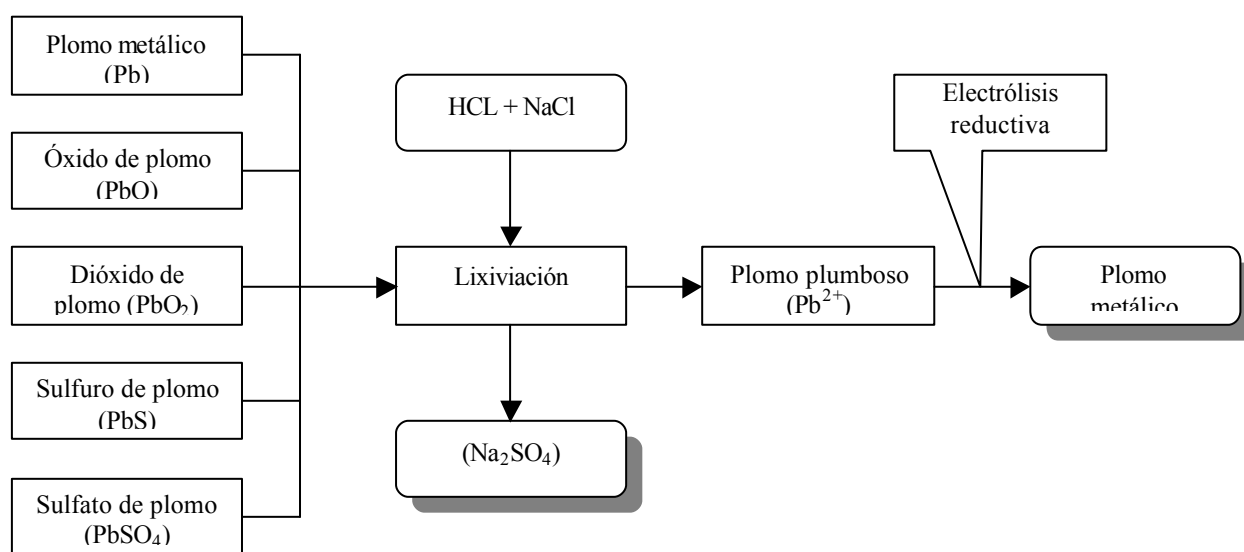 Plomo metálico
(Pb)
Óxido de plomo
(PbO)
Dióxido de
plomo (PbO₂)
Sulfuro de plomo
(PbS)
Sulfato de plomo
(PbSO₄)
HCL + NaCl
Lixiviación
(Na₂SO₄)
Plomo plumboso
(Pb²⁺)
Electrólisis
reductiva
Plomo
metálico